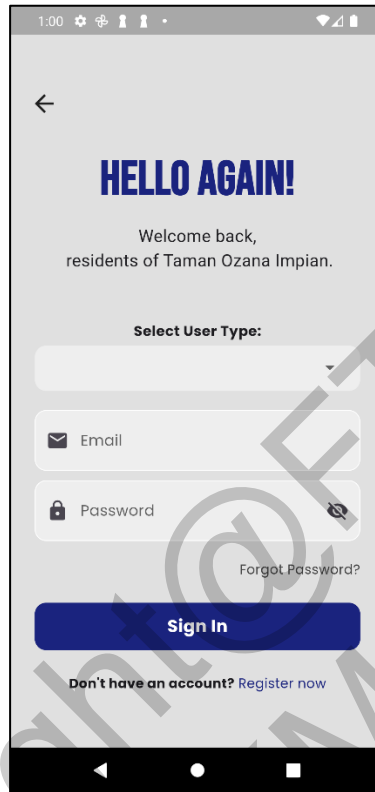 1:00
HELLO AGAIN!
Welcome back,
residents of Taman Ozana Impian.
Select User Type:
Email
Password
Forgot Password?
Sign In
Don't have an account? Register now